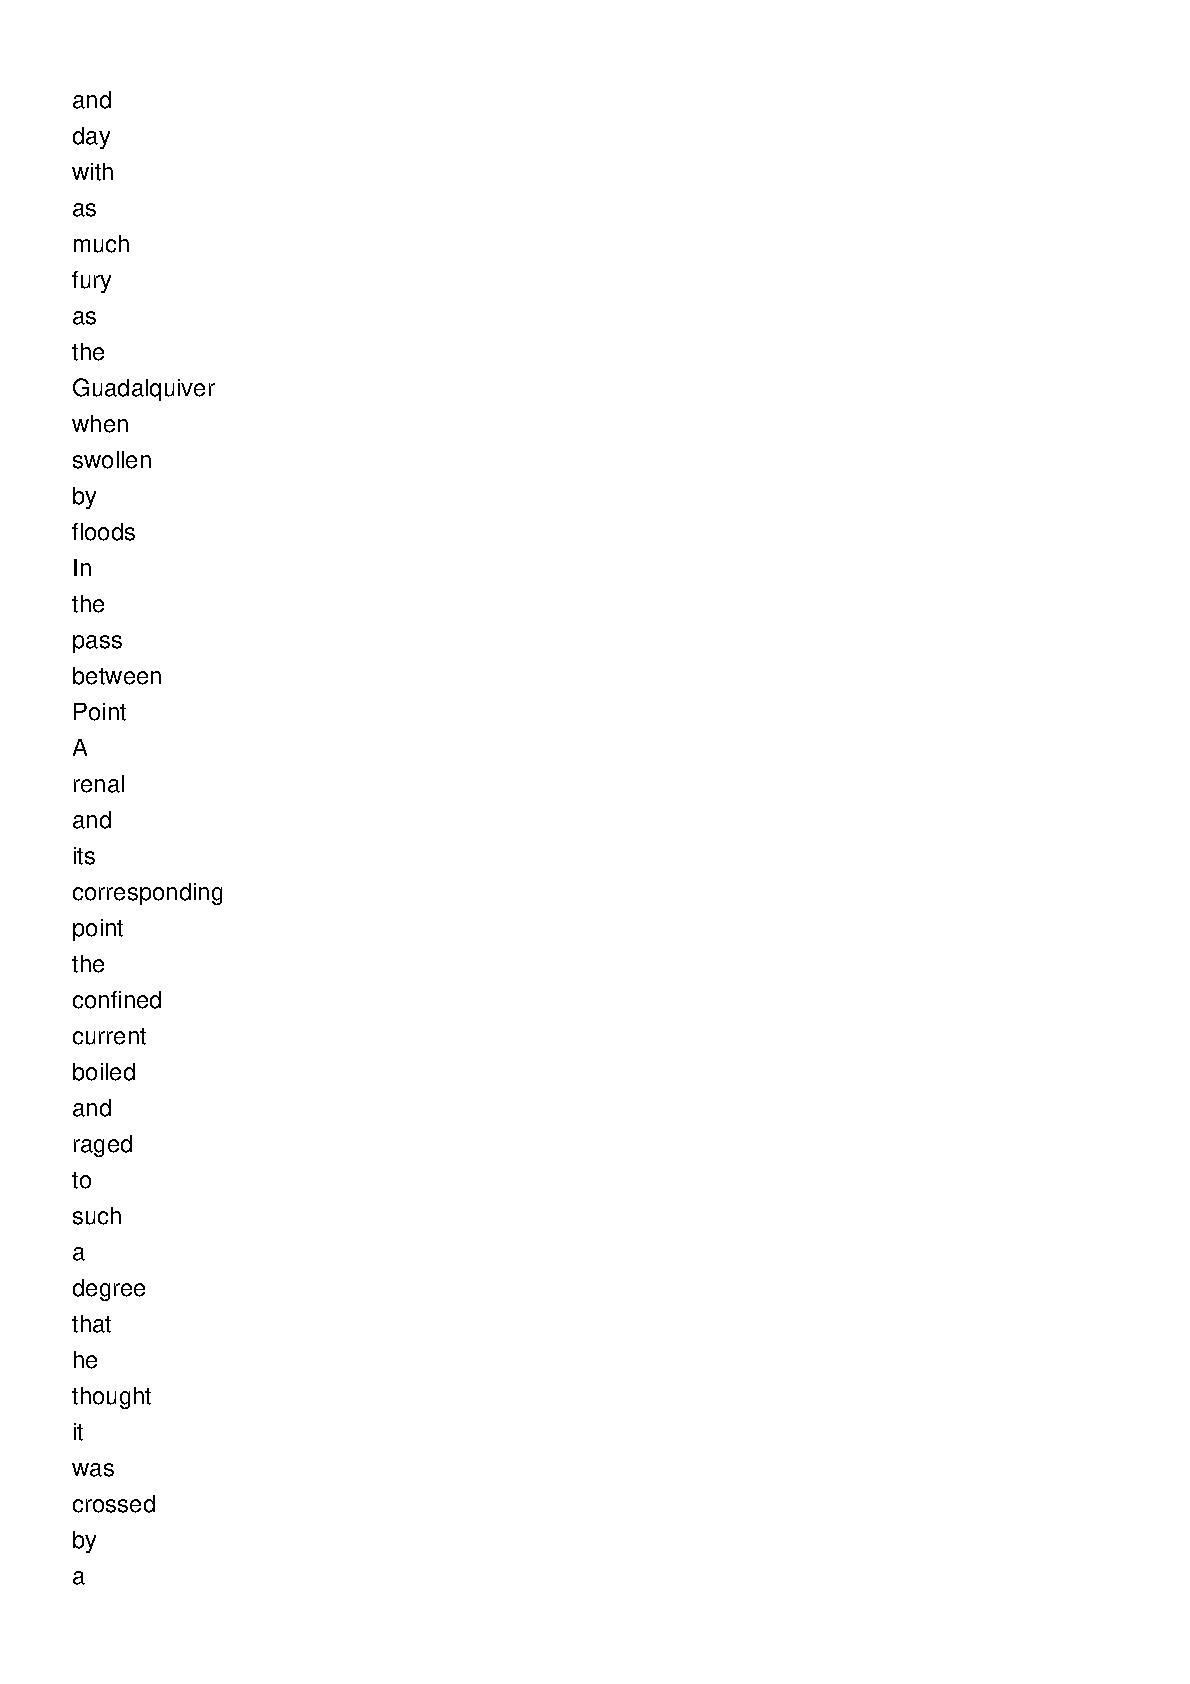 and
day
with
as
much
fury
as
the
Guadalquiver
when
swollen
by
floods
In
the
pass
between
Point
A
renal
and
its
corresponding
point
the
confined
current
boiled
and
raged
to
such
a
degree
that
he
thought
it
was
crossed
by
a